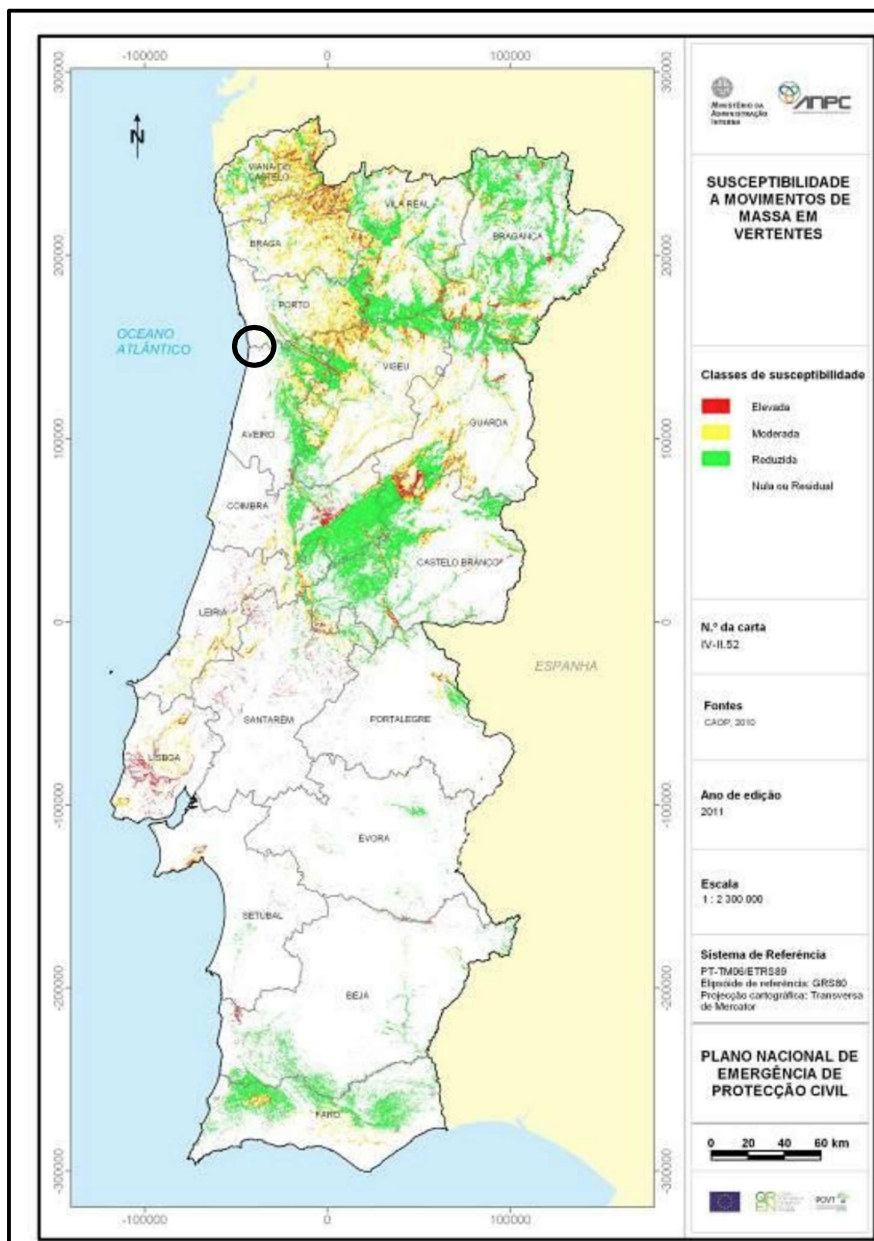 -100000
0
100000
300000
300000
N
VIANA DO
CASTELO
VILA REAL
BRAGANÇA
BRAGA
200000
200000
PORTO
OCEANO
ATLÂNTICO
VISEU
GUARDA
AVEIRO
100000
100000
COIMBRA
CASTELO BRANCO
LEIRIA
0
0
ESPANHA
SANTARÉM
PORTALEGRE
LISBOA
-100000
-100000
ÉVORA
SETÚBAL
BEJA
-200000
-200000
FARO
-300000
-300000
-100000
0
100000
MINISTÉRIO DA
ADMINISTRAÇÃO
INTERNA
ANPC
SUSCEPTIBILIDADE
A MOVIMENTOS DE
MASSA EM
VERTENTES
Classes de susceptibilidade
Elevada
Moderada
Reduzida
Nula ou Residual
N.º da carta
IV-II.52
Fontes
CAOP, 2010
Ano de edição
2011
Escala
1 : 2 300 000
Sistema de Referência
PT-TM06/ETRS89
Elipsóide de referência: GRS80
Projecção cartográfica: Transversa
de Mercator
PLANO NACIONAL DE
EMERGÊNCIA DE
PROTECÇÃO CIVIL
0 20 40 60 km
QREN
POVT